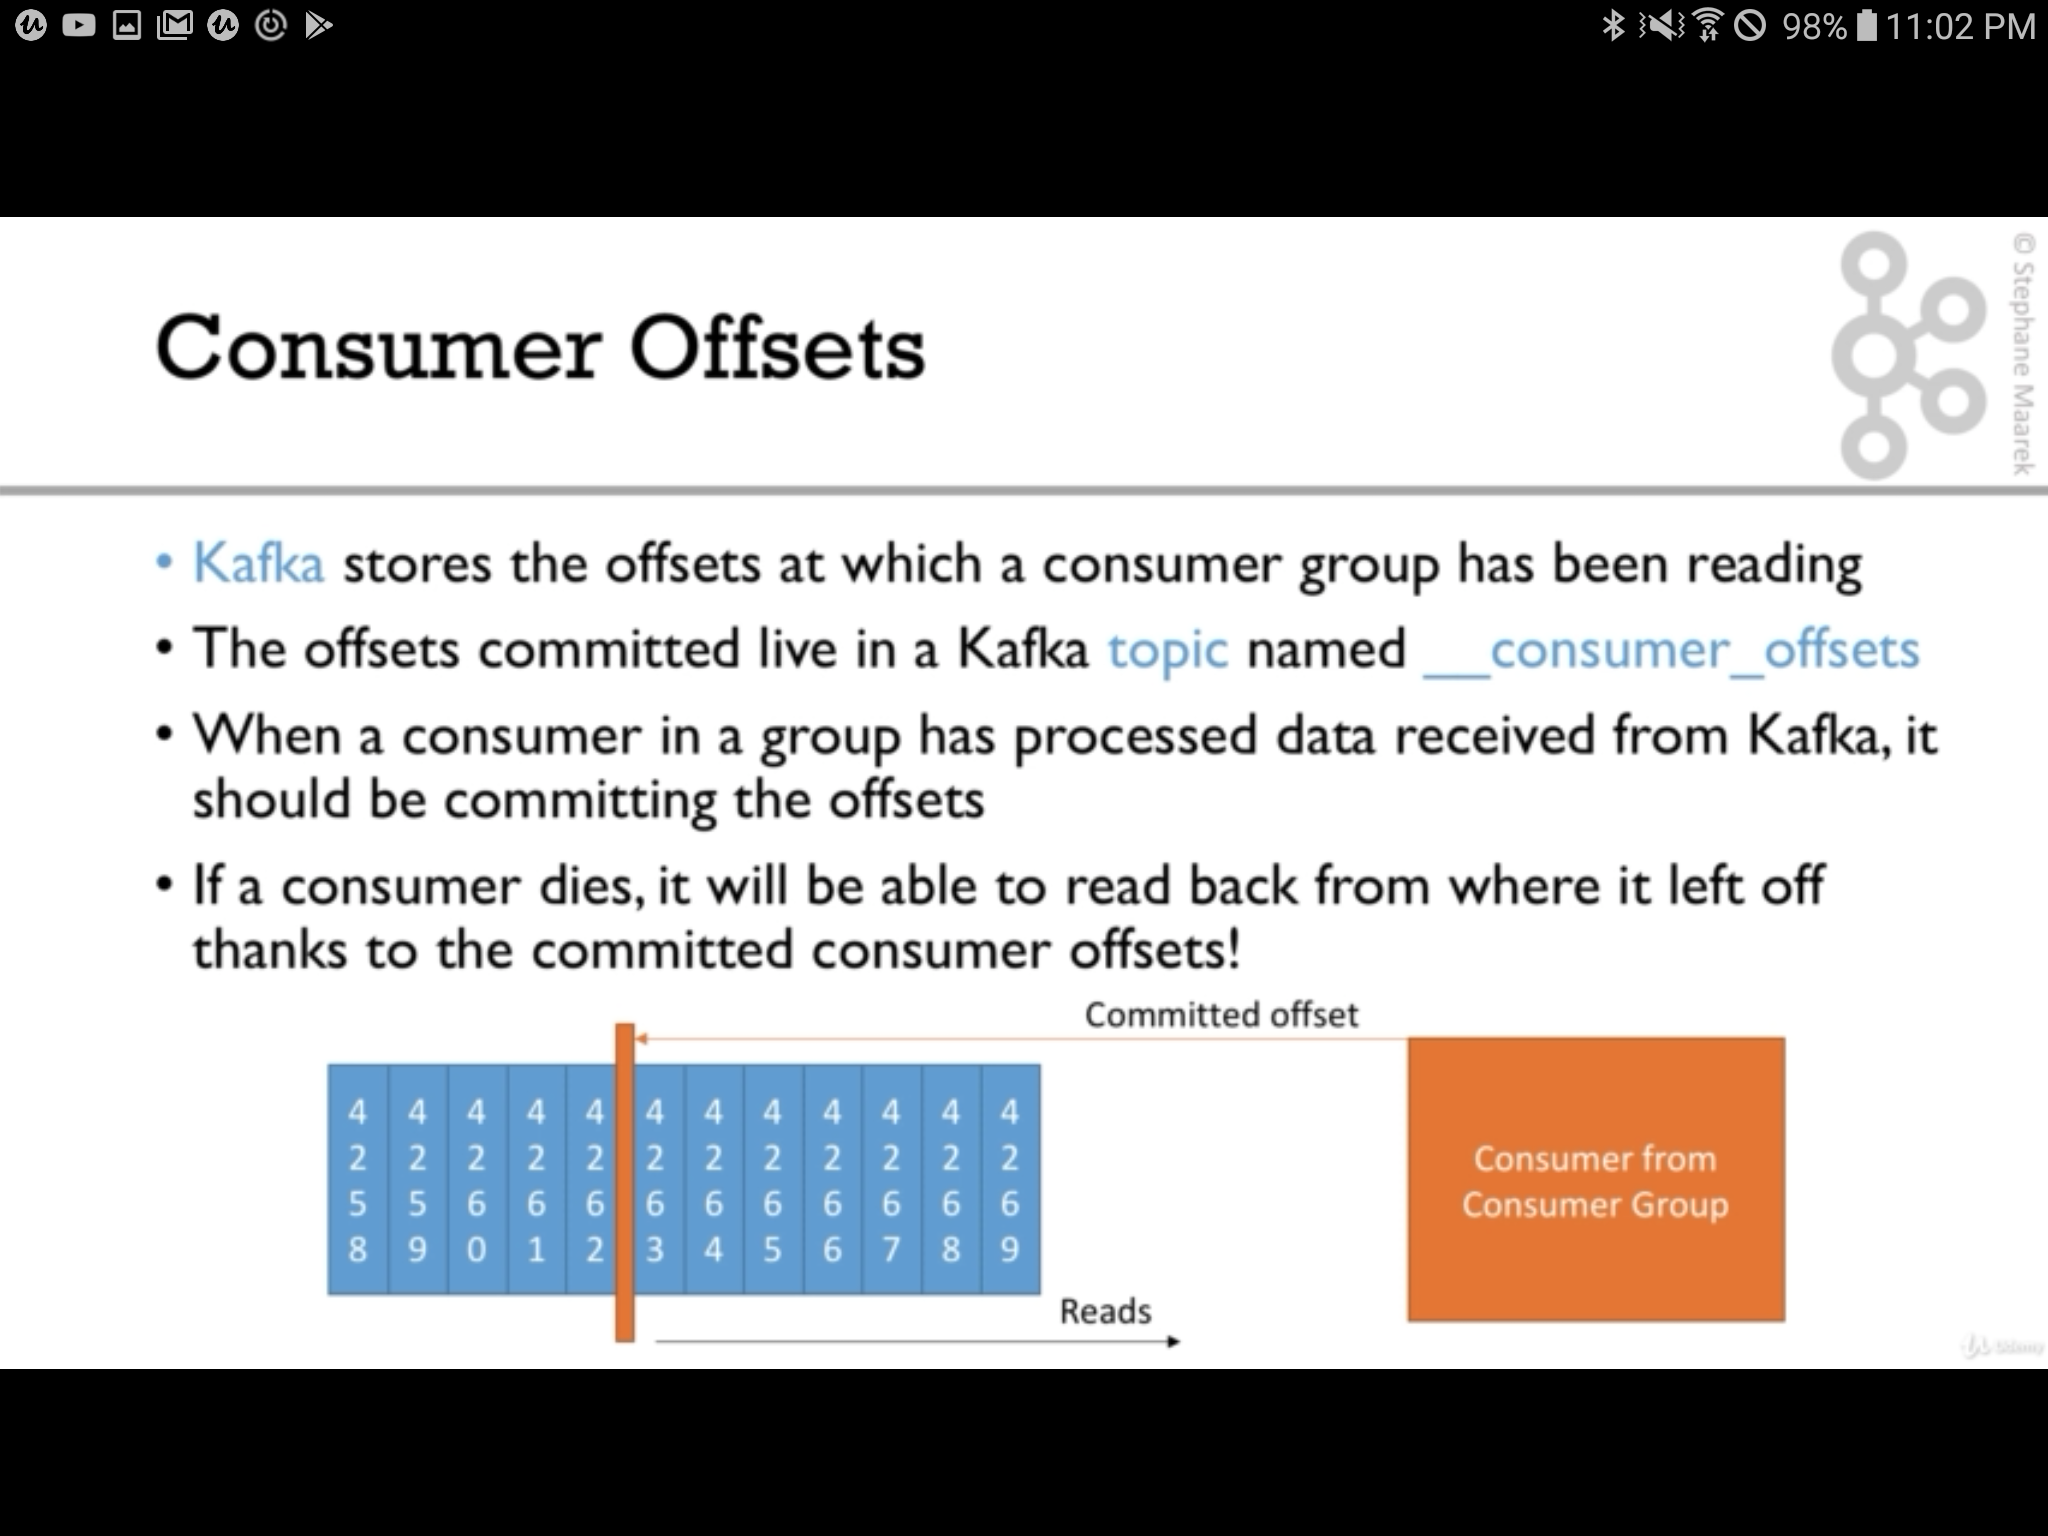 98% 11:02 PM
© Stephane Maarek
Consumer Offsets
• Kafka stores the offsets at which a consumer group has been reading
• The offsets committed live in a Kafka topic named __consumer_offsets
• When a consumer in a group has processed data received from Kafka, it
should be committing the offsets
• If a consumer dies, it will be able to read back from where it left off
thanks to the committed consumer offsets!
Committed offset
4258 4259 4260 4261 4262 4263 4264 4265 4266 4267 4268 4269
Consumer from
Consumer Group
Reads
Udemy